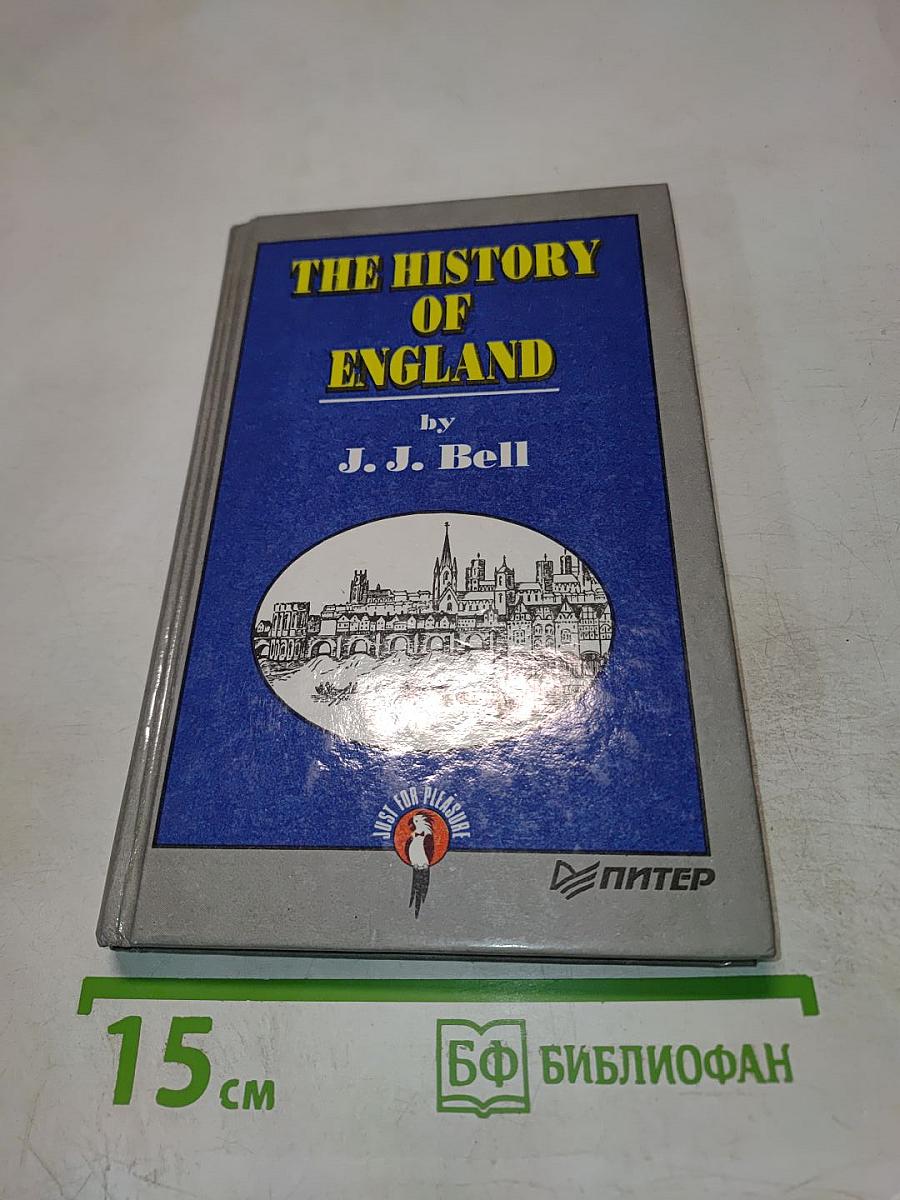 THE HISTORY
OF
ENGLAND
by
J. J. Bell
JUST FOR PLEASURE
ПИТЕР
15 см
БФ БИБЛИОФАН